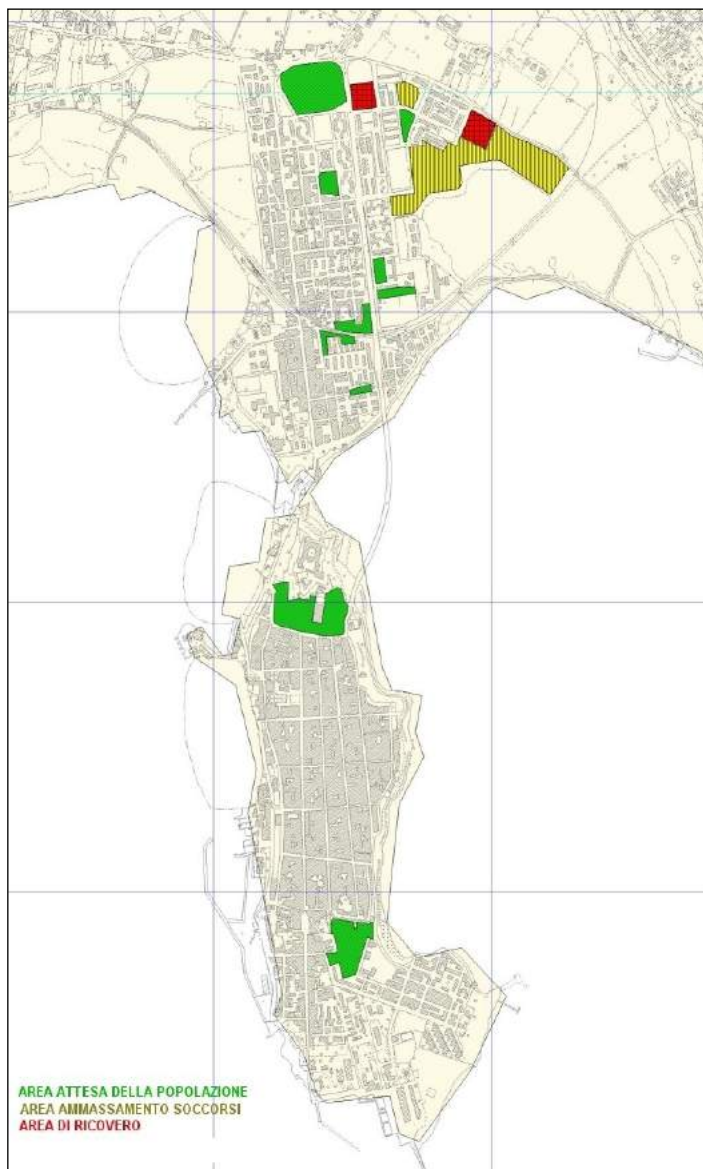 AREA ATTESA DELLA POPOLAZIONE
AREA AMMASSAMENTO SOCCORSI
AREA DI RICOVERO